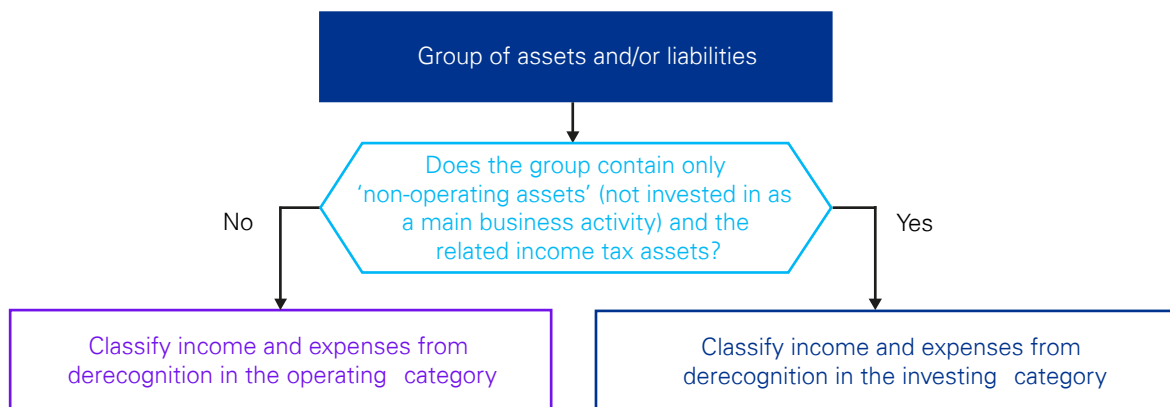 Group of assets and/or liabilities
Does the group contain only
‘non-operating assets’ (not invested in as
a main business activity) and the
related income tax assets?
No
Yes
Classify income and expenses from
derecognition in the operating category
Classify income and expenses from
derecognition in the investing category